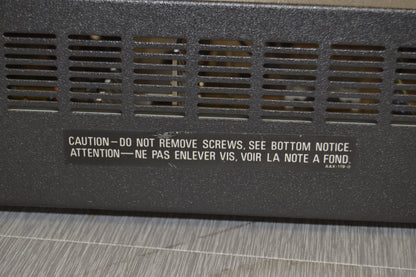 CAUTION—DO NOT REMOVE SCREWS, SEE BOTTOM NOTICE.
ATTENTION—NE PAS ENLEVER VIS, VOIR LA NOTE A FOND.